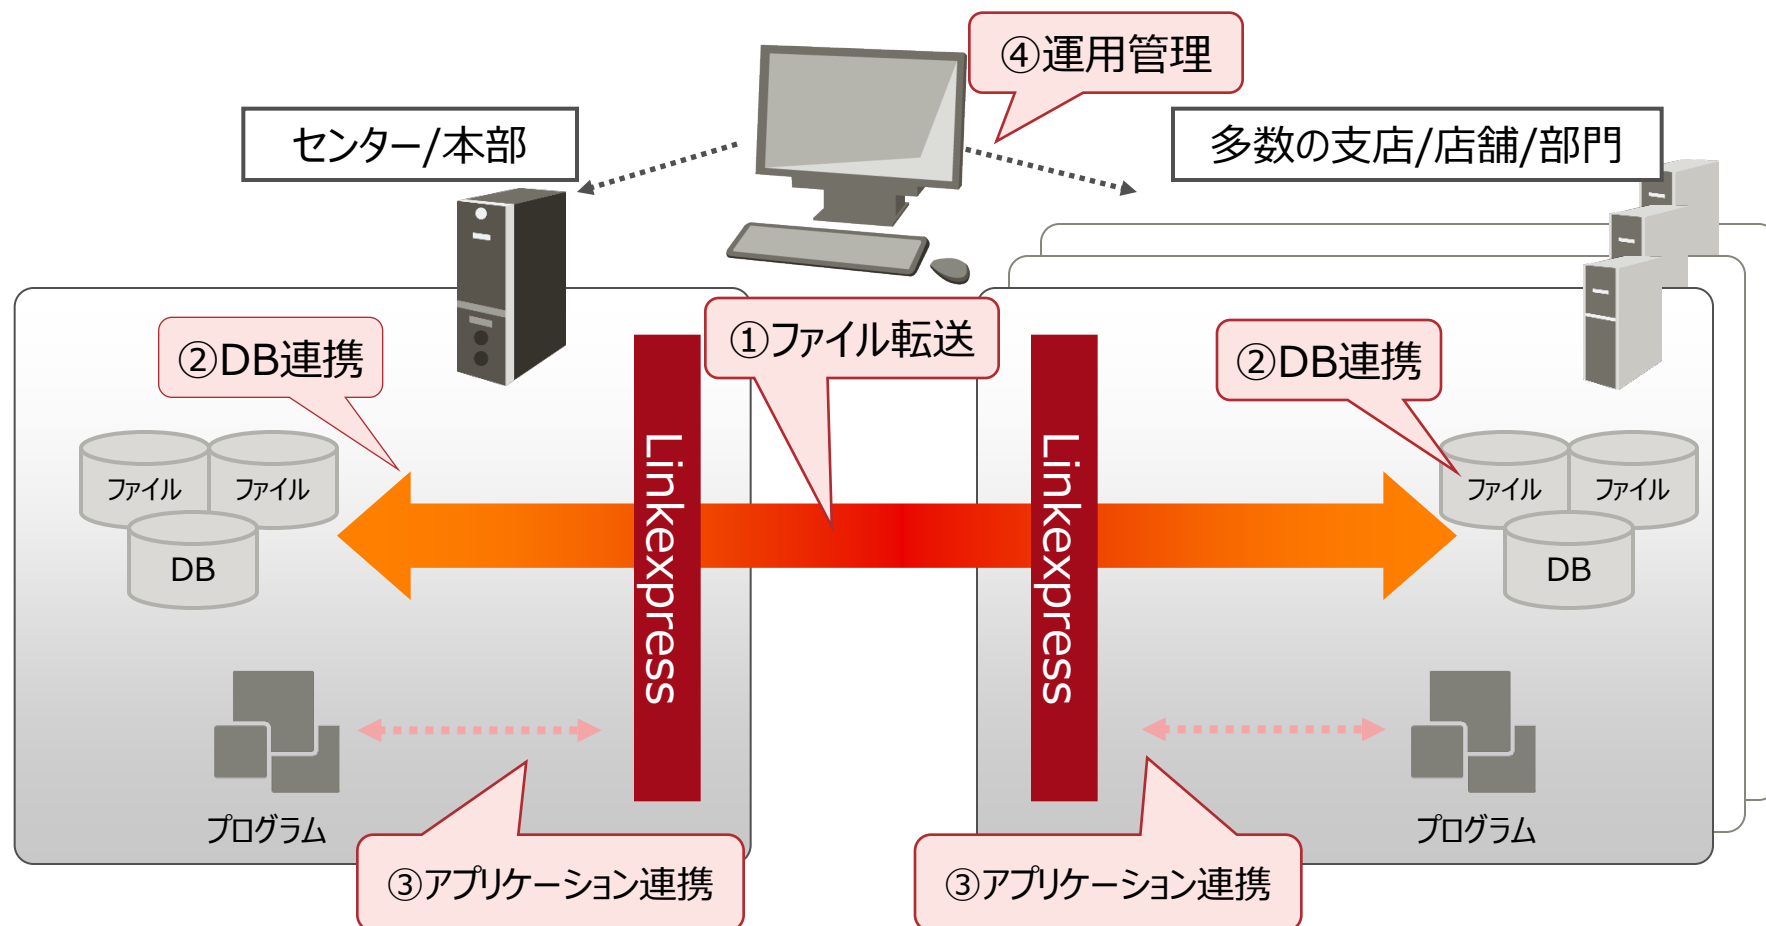 ④運用管理
センター/本部
多数の支店/店舗/部門
①ファイル転送
②DB連携
②DB連携
Linkexpress
Linkexpress
ファイル
ファイル
DB
ファイル
ファイル
DB
プログラム
プログラム
③アプリケーション連携
③アプリケーション連携